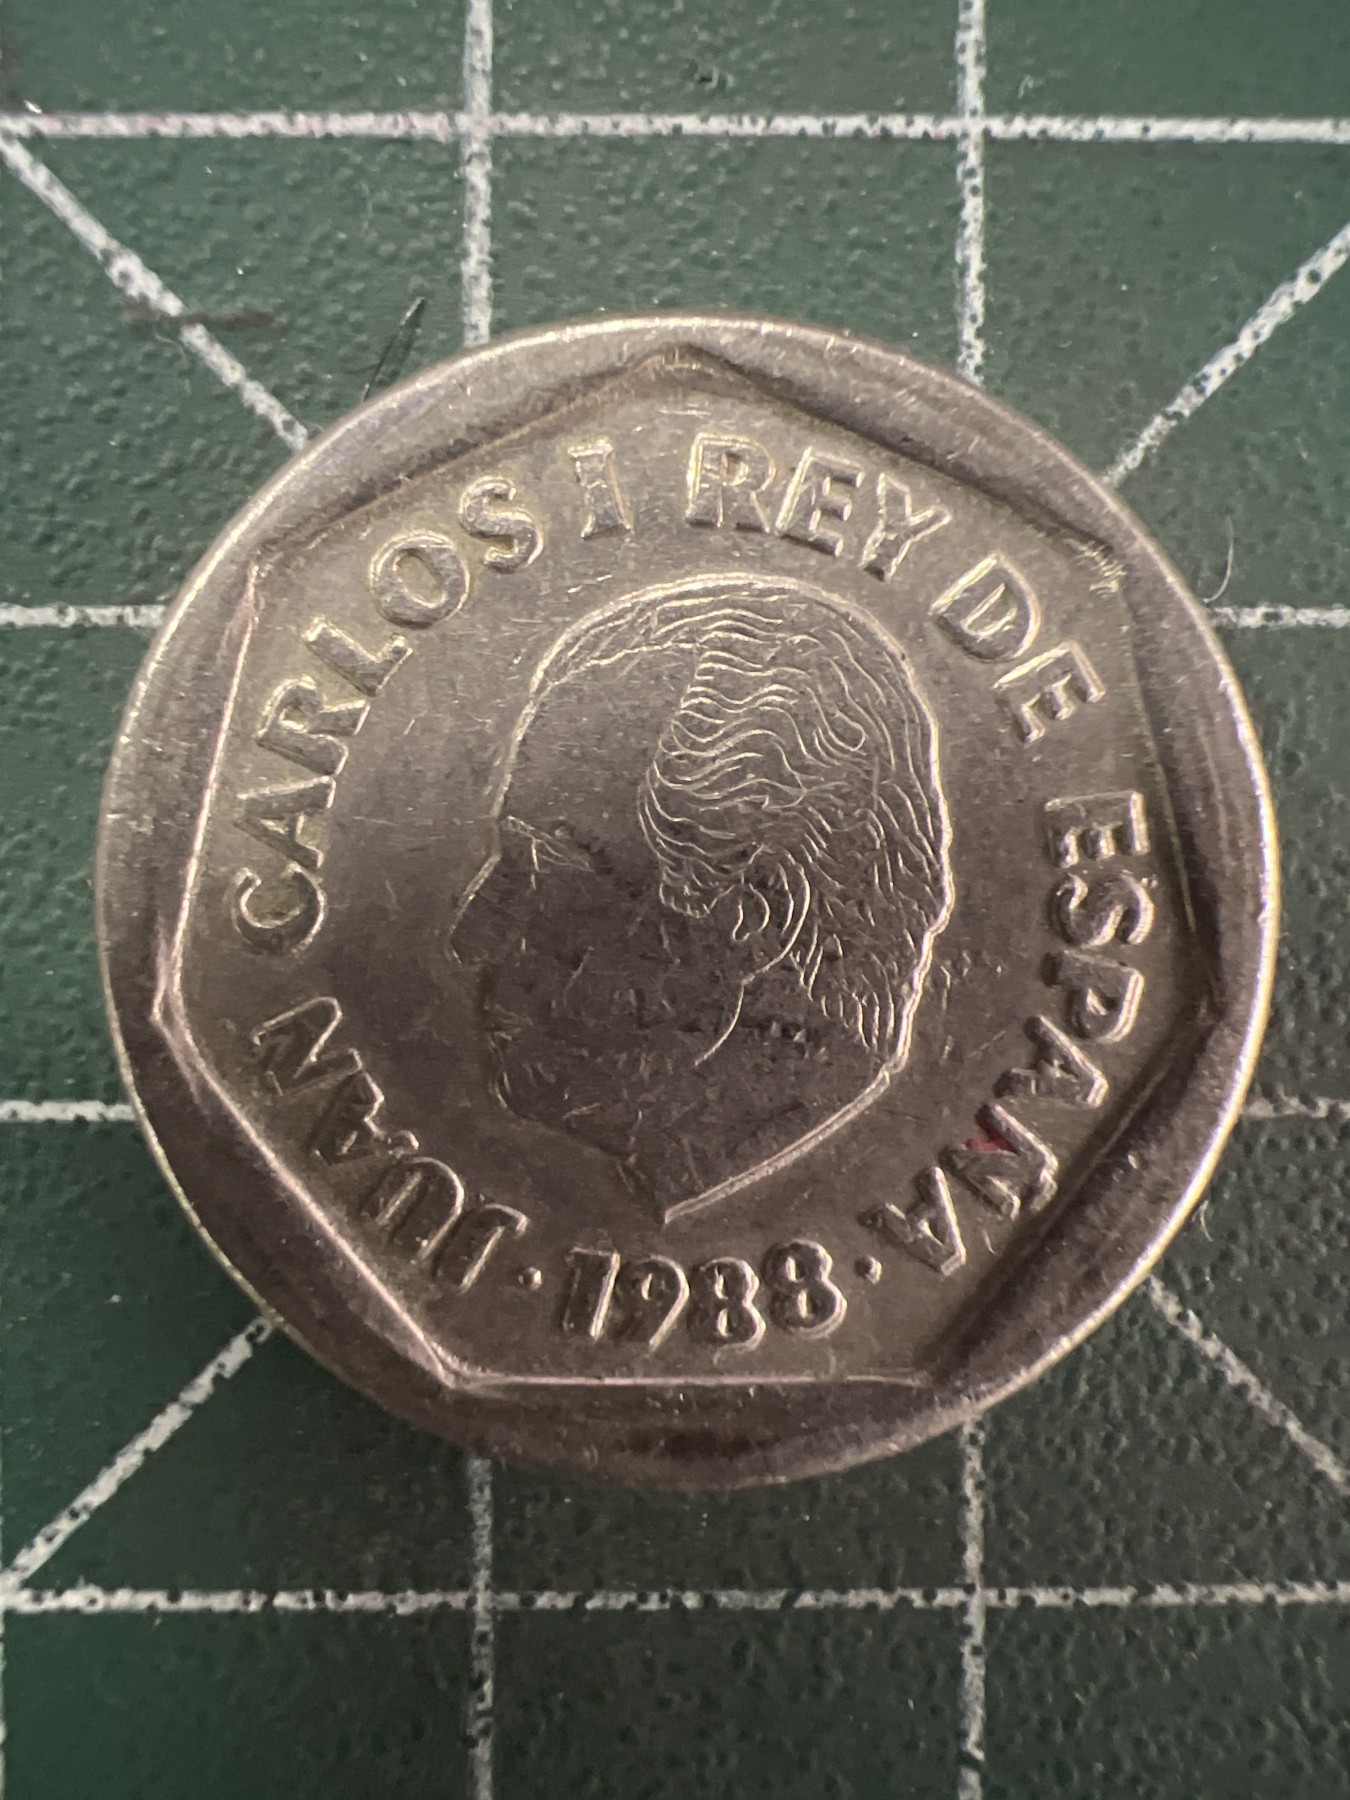 JUAN CARLOS I REY DE ESPAÑA
· 1988 ·